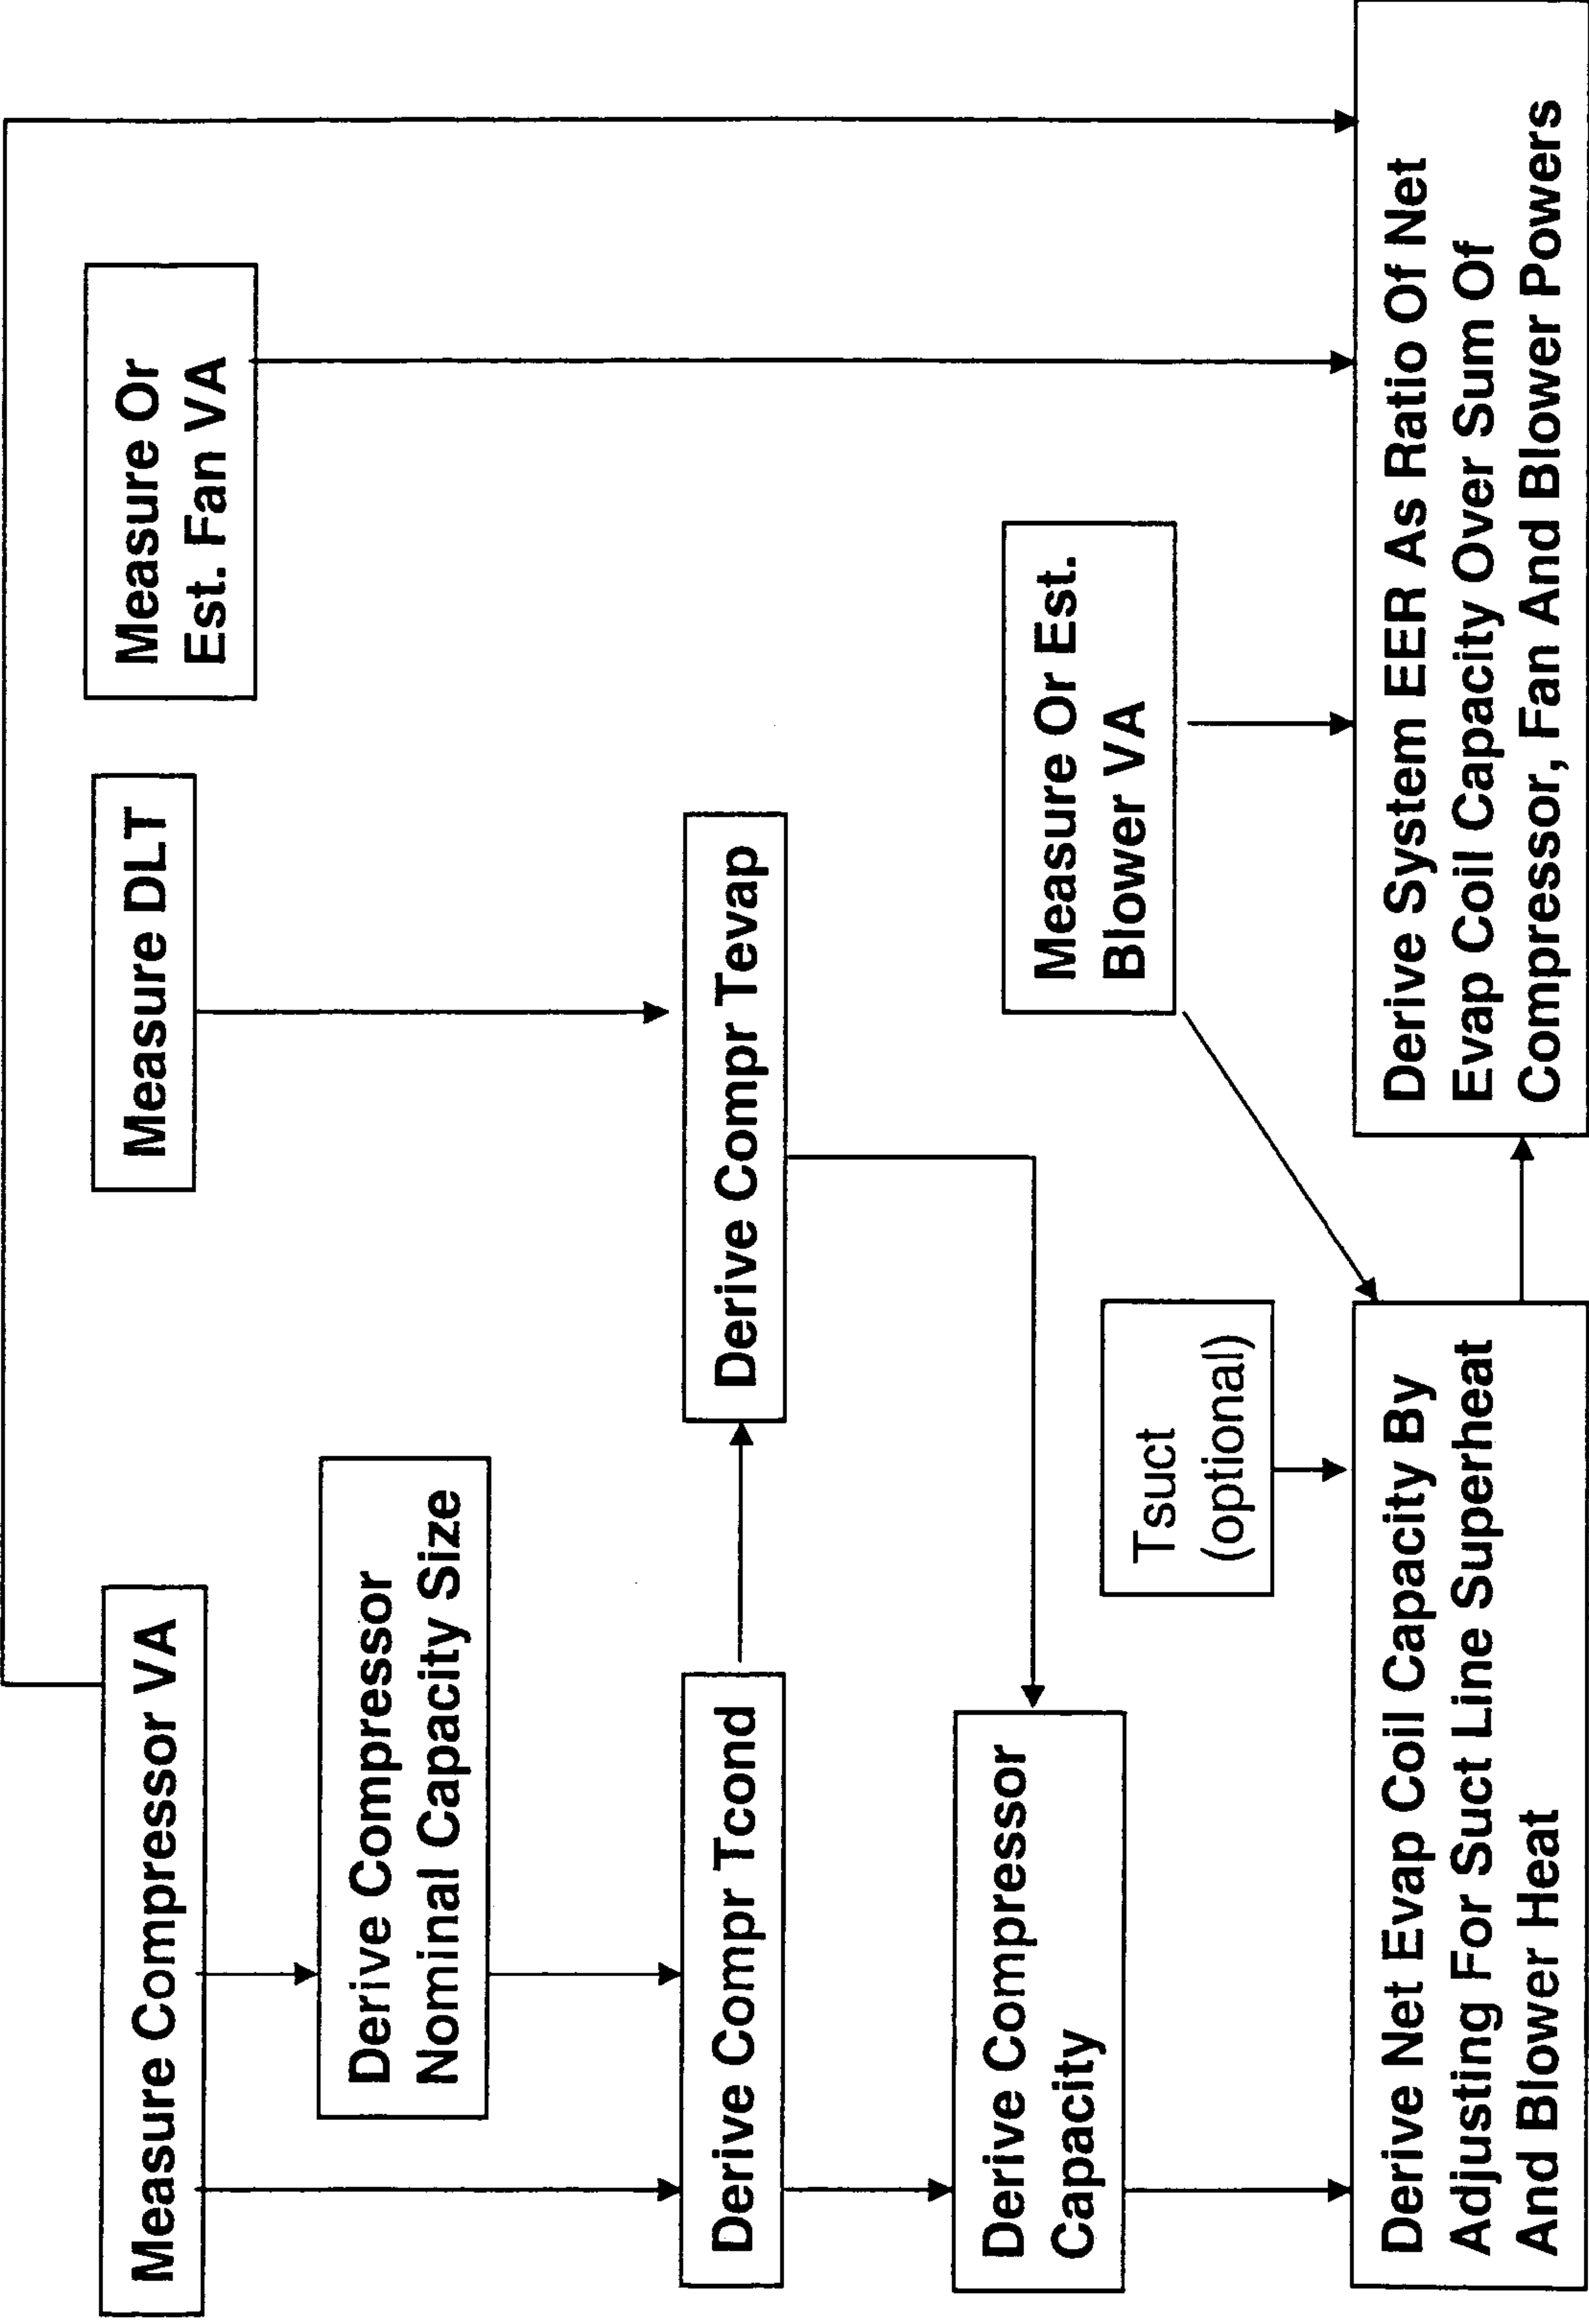 Measure Compressor VA
Measure DLT
Measure Or
Est. Fan VA
Derive Compressor
Nominal Capacity Size
Derive Compr Tcond
Derive Compr Tevap
Derive Compressor
Capacity
Tsuct
(optional)
Measure Or Est.
Blower VA
Derive Net Evap Coil Capacity By
Adjusting For Suct Line Superheat
And Blower Heat
Derive System EER As Ratio Of Net
Evap Coil Capacity Over Sum Of
Compressor, Fan And Blower Powers